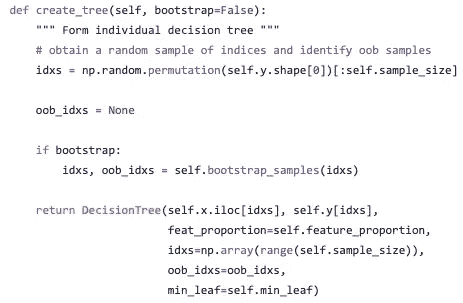 def create_tree(self, bootstrap=False):
    """ Form individual decision tree """
    # obtain a random sample of indices and identify oob samples
    idxs = np.random.permutation(self.y.shape[0])[:self.sample_size]
    oob_idxs = None
    if bootstrap:
        idxs, oob_idxs = self.bootstrap_samples(idxs)
    return DecisionTree(self.x.iloc[idxs], self.y[idxs],
                        feat_proportion=self.feature_proportion,
                        idxs=np.array(range(self.sample_size)),
                        oob_idxs=oob_idxs,
                        min_leaf=self.min_leaf)